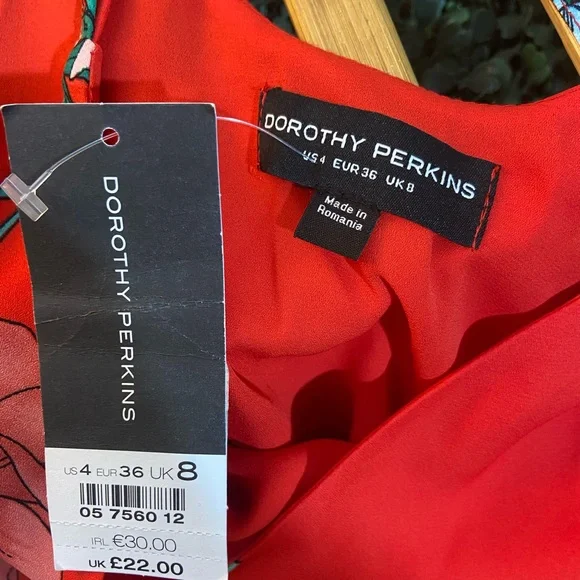 DOROTHY PERKINS
US4 EUR36 UK8
Made in
Romania
DOROTHY PERKINS
US 4 EUR 36 UK 8
05 7560 12
IRL €30.00
UK £22.00